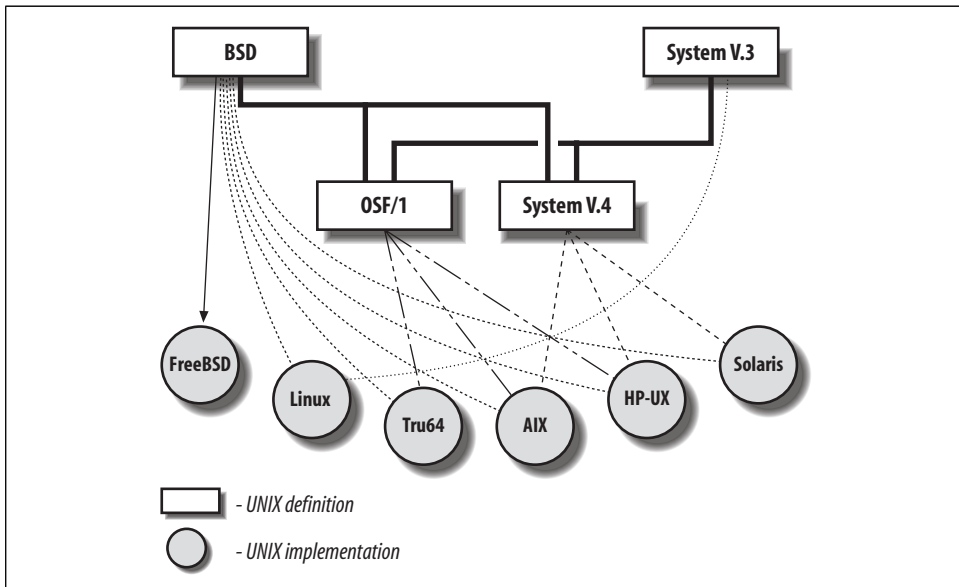 BSD
System V.3
OSF/1
System V.4
FreeBSD
Linux
Tru64
AIX
HP-UX
Solaris
- UNIX definition
- UNIX implementation